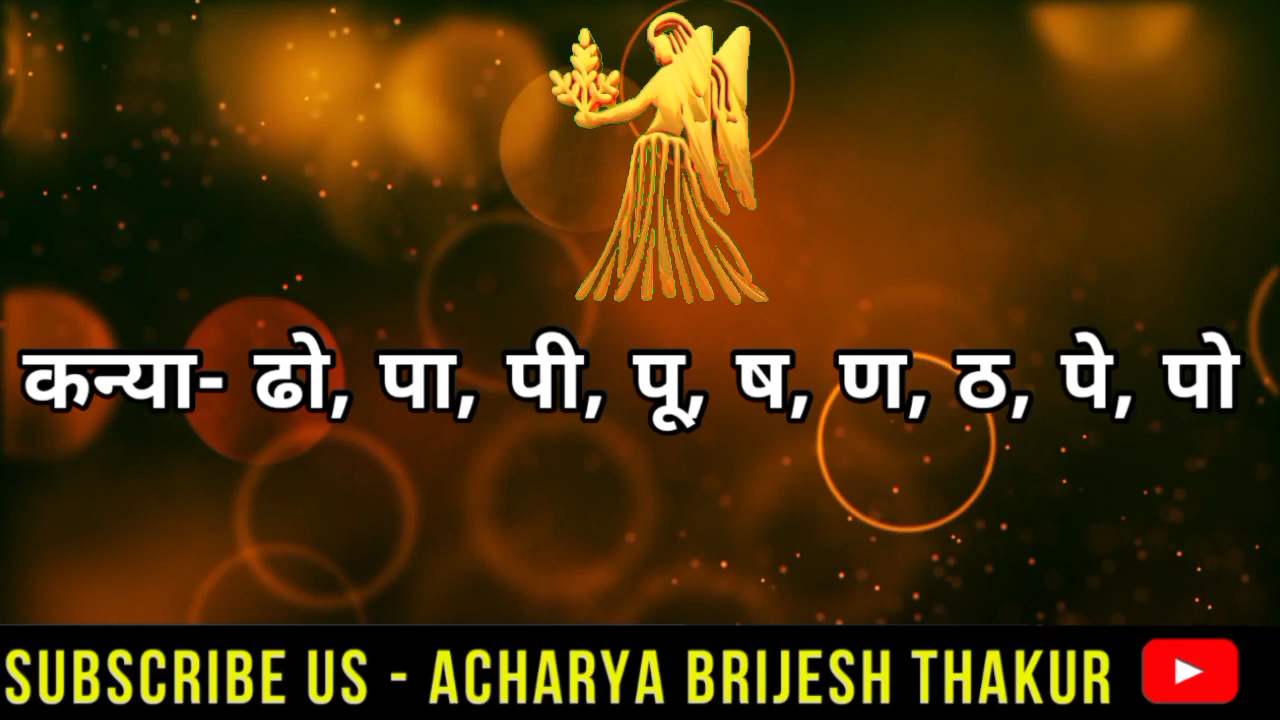 कन्या- ढो, पा, पी, पू, ष, ण, ठ, पे, पो
SUBSCRIBE US - ACHARYA BRIJESH THAKUR